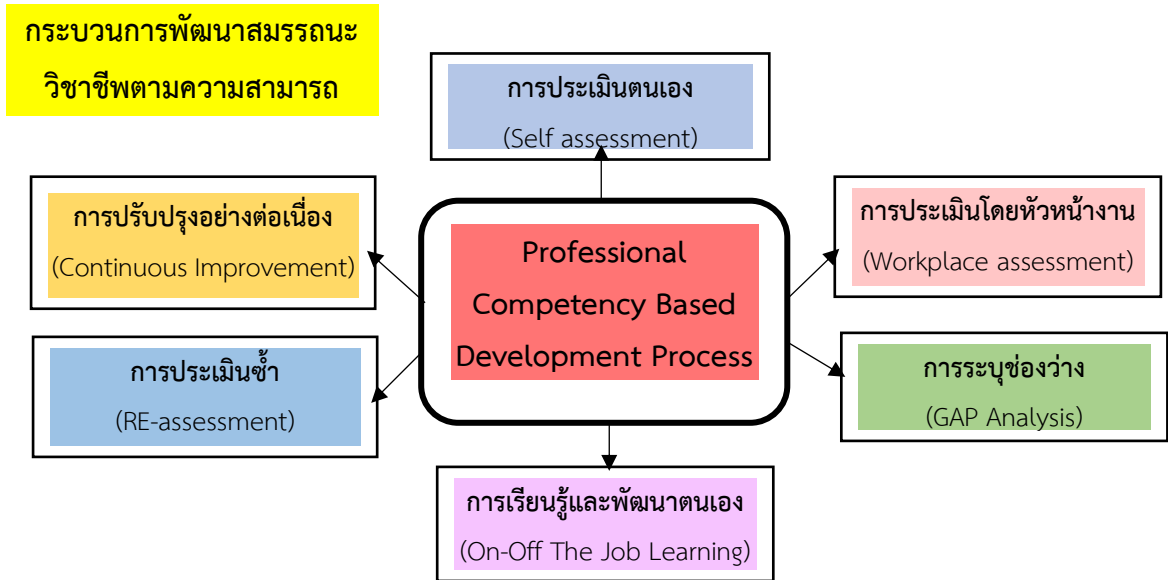 กระบวนการพัฒนาสมรรถนะ
วิชาชีพตามความสามารถ
การประเมินตนเอง
(Self assessment)
การปรับปรุงอย่างต่อเนื่อง
(Continuous Improvement)
Professional
Competency Based
Development Process
การประเมินโดยหัวหน้างาน
(Workplace assessment)
การประเมินซ้ำ
(RE-assessment)
การระบุช่องว่าง
(GAP Analysis)
การเรียนรู้และพัฒนาตนเอง
(On-Off The Job Learning)